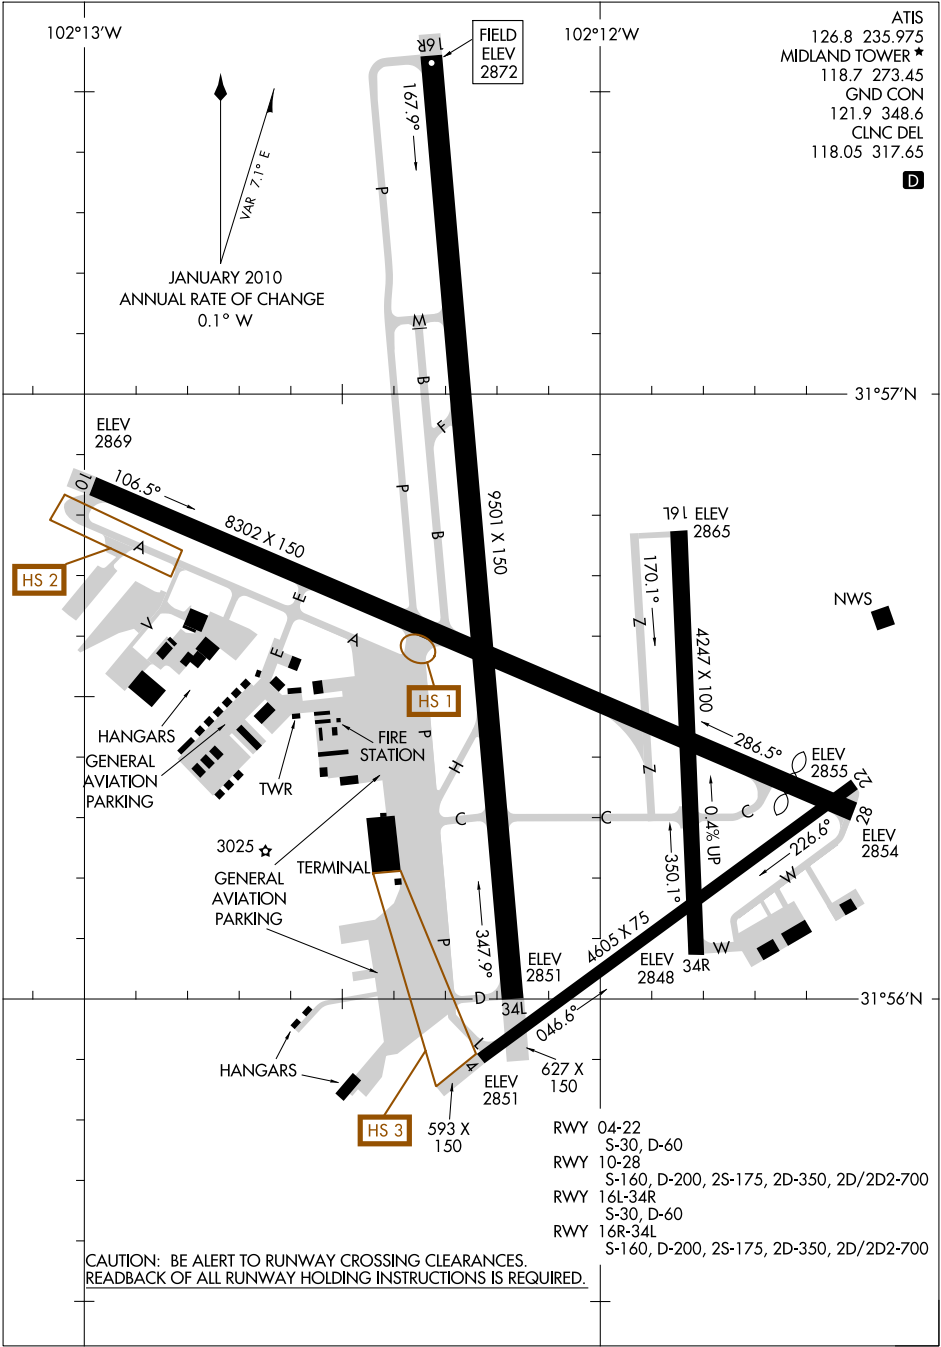 102°13'W
FIELD
ELEV
2872
102°12'W
ATIS
126.8 235.975
MIDLAND TOWER ★
118.7 273.45
GND CON
121.9 348.6
CLNC DEL
118.05 317.65
D
16R
167.9°
VAR 7.1° E
JANUARY 2010
ANNUAL RATE OF CHANGE
0.1° W
P
M
B
F
31°57'N
ELEV
2869
10
106.5°
8302 X 150
P
B
9501 X 150
16L
ELEV
2865
170.1°
A
HS 2
V
E
E
A
Z
4247 X 100
NWS
HS 1
HANGARS
GENERAL
AVIATION
PARKING
TWR
FIRE
STATION
P
H
286.5°
Z
ELEV
2855
22
C
C
C
0.4% UP
28
ELEV
2854
226.6°
3025
TERMINAL
GENERAL
AVIATION
PARKING
350.1°
W
347.9°
P
4605 X 75
W
ELEV
2851
ELEV
2848
34R
D
34L
31°56'N
046.6°
L
4
HANGARS
ELEV
2851
627 X
150
HS 3
593 X
150
RWY 04-22
S-30, D-60
RWY 10-28
S-160, D-200, 2S-175, 2D-350, 2D/2D2-700
RWY 16L-34R
S-30, D-60
RWY 16R-34L
S-160, D-200, 2S-175, 2D-350, 2D/2D2-700
CAUTION: BE ALERT TO RUNWAY CROSSING CLEARANCES.
READBACK OF ALL RUNWAY HOLDING INSTRUCTIONS IS REQUIRED.